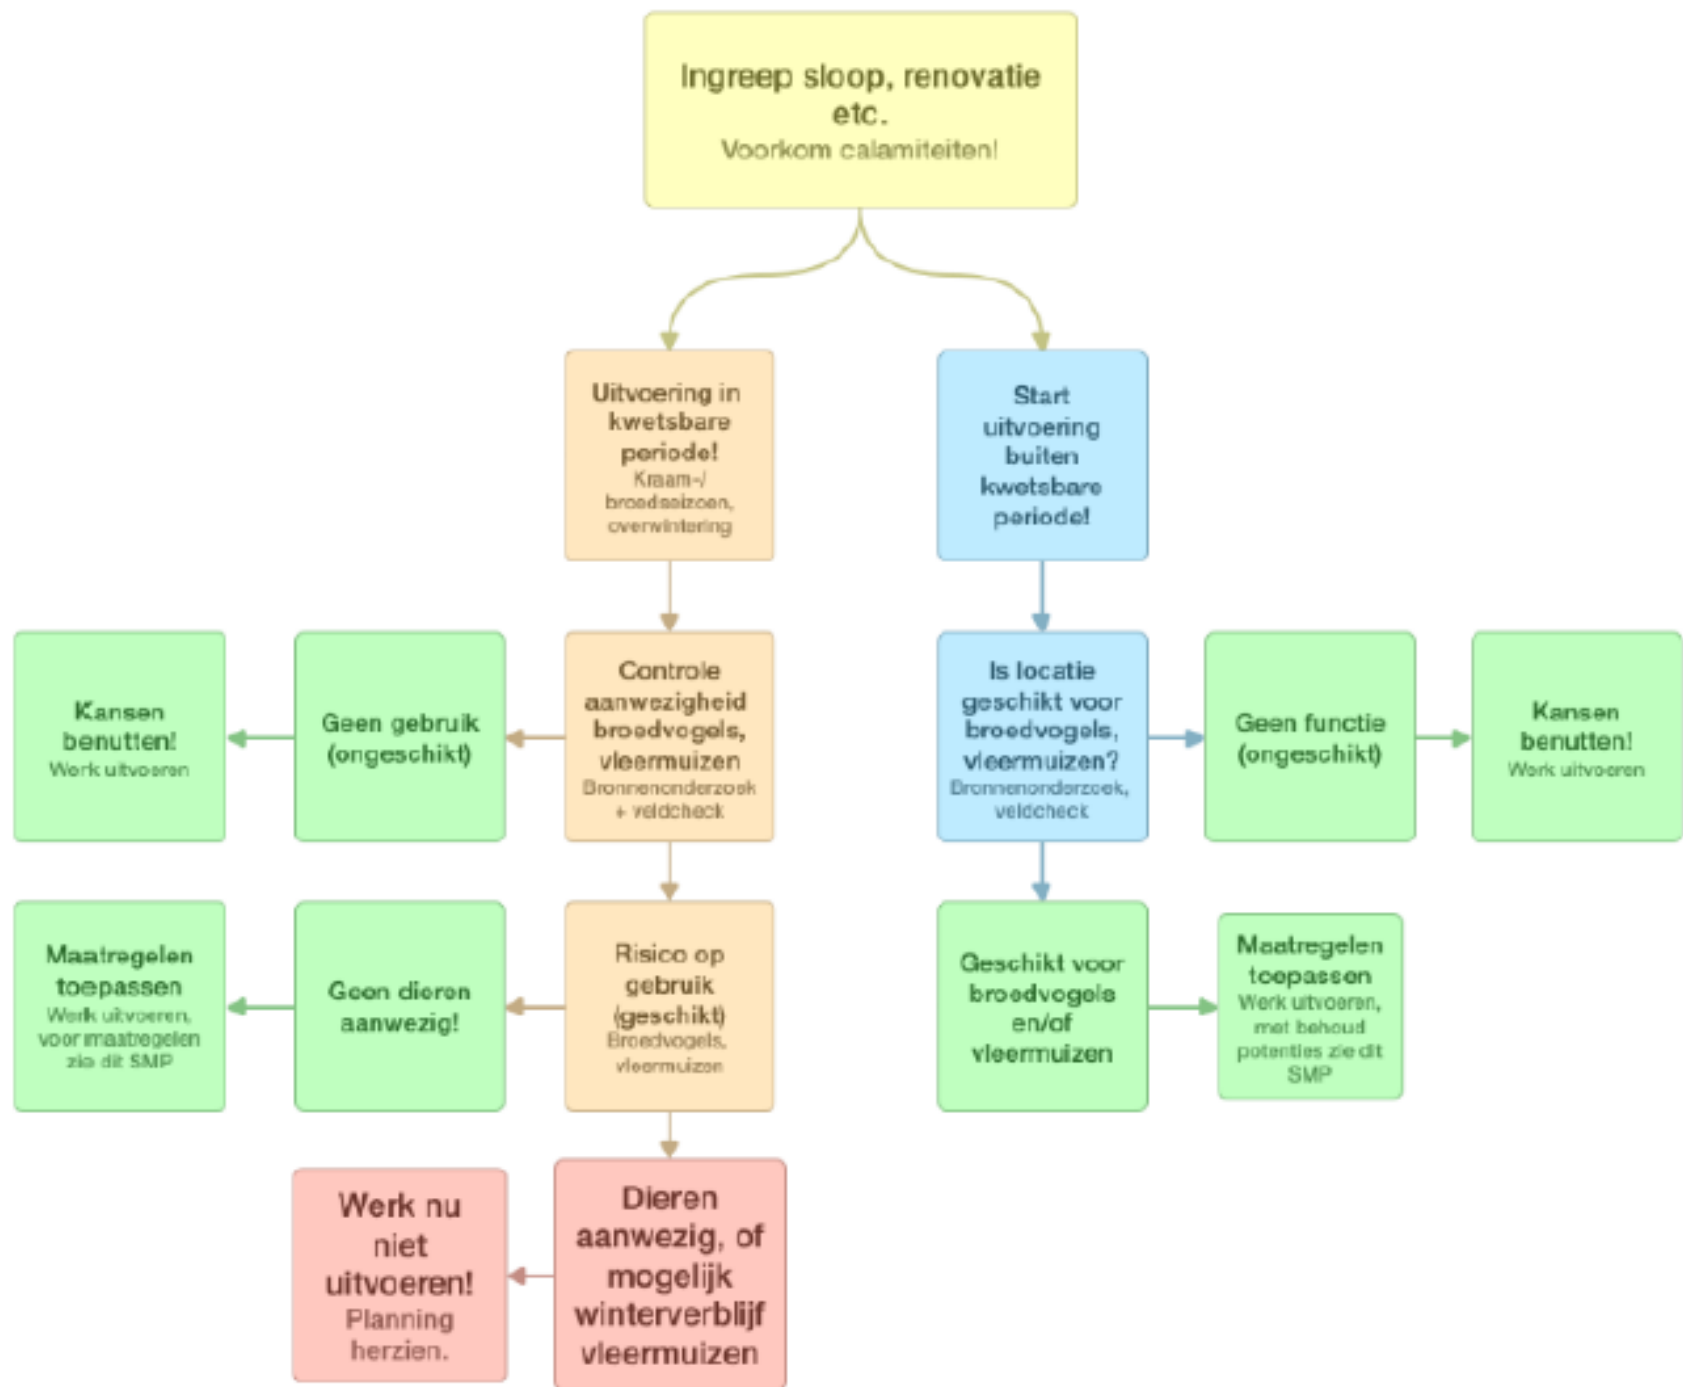 Ingreep sloop, renovatie
etc.
Voorkom calamiteiten!
Uitvoering in
kwetsbare
periode!
Kraam-/
broedseizoen,
overwintering
Start
uitvoering
buiten
kwetsbare
periode!
Kansen
benutten!
Werk uitvoeren
Geen gebruik
(ongeschikt)
Controle
aanwezigheid
broedvogels,
vleermuizen
Bronnenonderzoek
+ veldcheck
Is locatie
geschikt voor
broedvogels,
vleermuizen?
Bronnenonderzoek,
veldcheck
Geen functie
(ongeschikt)
Kansen
benutten!
Werk uitvoeren
Maatregelen
toepassen
Werk uitvoeren,
voor maatregelen
zie dit SMP
Geen dieren
aanwezig!
Risico op
gebruik
(geschikt)
Broedvogels,
vleermuizen
Geschikt voor
broedvogels
en/of
vleermuizen
Maatregelen
toepassen
Werk uitvoeren,
met behoud
potenties zie dit
SMP
Werk nu
niet
uitvoeren!
Planning
herzien.
Dieren
aanwezig, of
mogelijk
winterverblijf
vleermuizen